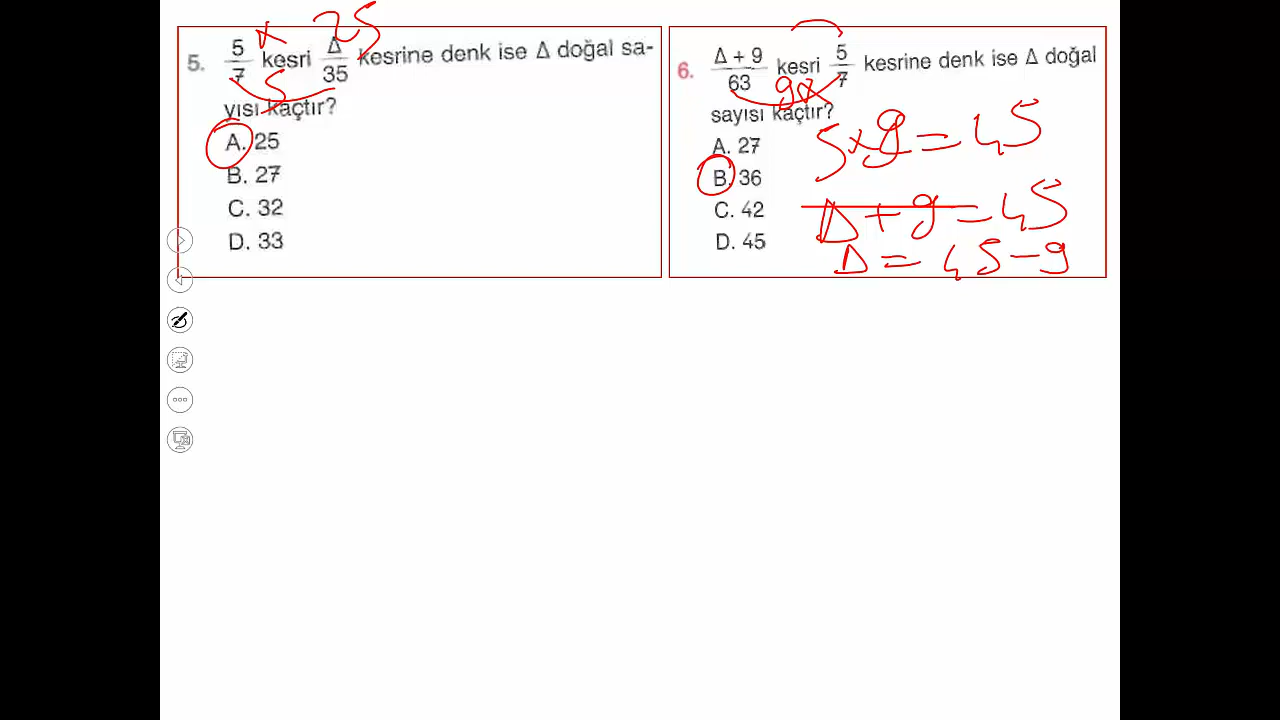 5. 5/7 kesri Δ/35 kesrine denk ise Δ doğal sa-
yısı kaçtır?
A. 25
B. 27
C. 32
D. 33
x 25
5
6. Δ + 9/63 kesri 5/7 kesrine denk ise Δ doğal
sayısı kaçtır?
A. 27
B. 36
C. 42
D. 45
9x
5x9=45
Δ+9=45
Δ=45-9